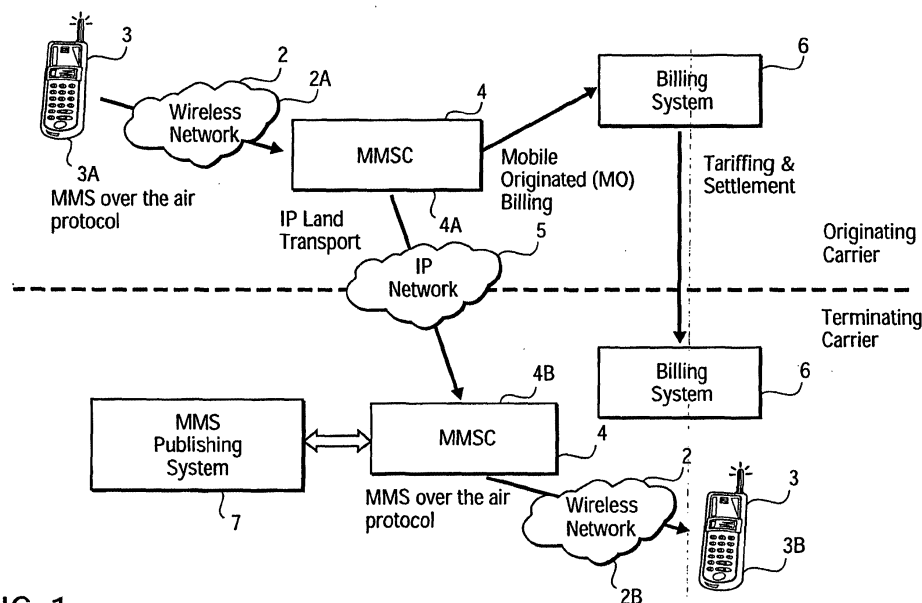 3
2
2A
Wireless
Network
3A
MMS over the air
protocol
4
MMSC
4A
Mobile
Originated (MO)
Billing
6
Billing
System
Tariffing &
Settlement
IP Land
Transport
5
IP
Network
Originating
Carrier
Terminating
Carrier
4B
MMSC
4
Billing
System
6
MMS
Publishing
System
7
MMS over the air
protocol
2
Wireless
Network
2B
3
3B